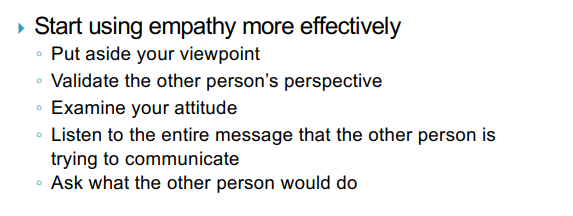 Start using empathy more effectively
Put aside your viewpoint
Validate the other person's perspective
Examine your attitude
Listen to the entire message that the other person is
trying to communicate
Ask what the other person would do